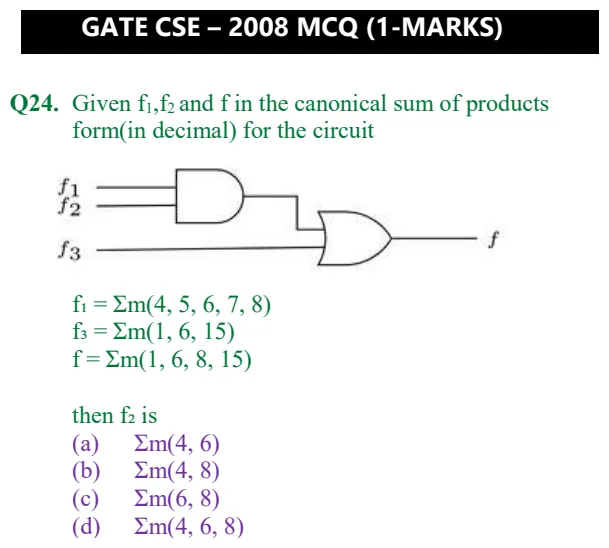 GATE CSE – 2008 MCQ (1-MARKS)
Q24. Given f₁,f₂ and f in the canonical sum of products
form(in decimal) for the circuit
f₁
f₂
f₃
f
f₁ = Σm(4, 5, 6, 7, 8)
f₃ = Σm(1, 6, 15)
f = Σm(1, 6, 8, 15)
then f₂ is
(a) Σm(4, 6)
(b) Σm(4, 8)
(c) Σm(6, 8)
(d) Σm(4, 6, 8)